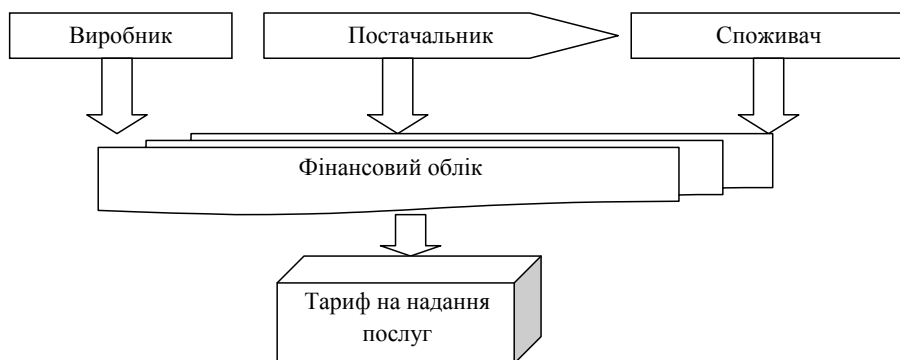 Виробник
Постачальник
Споживач
Фінансовий облік
Тариф на надання
послуг